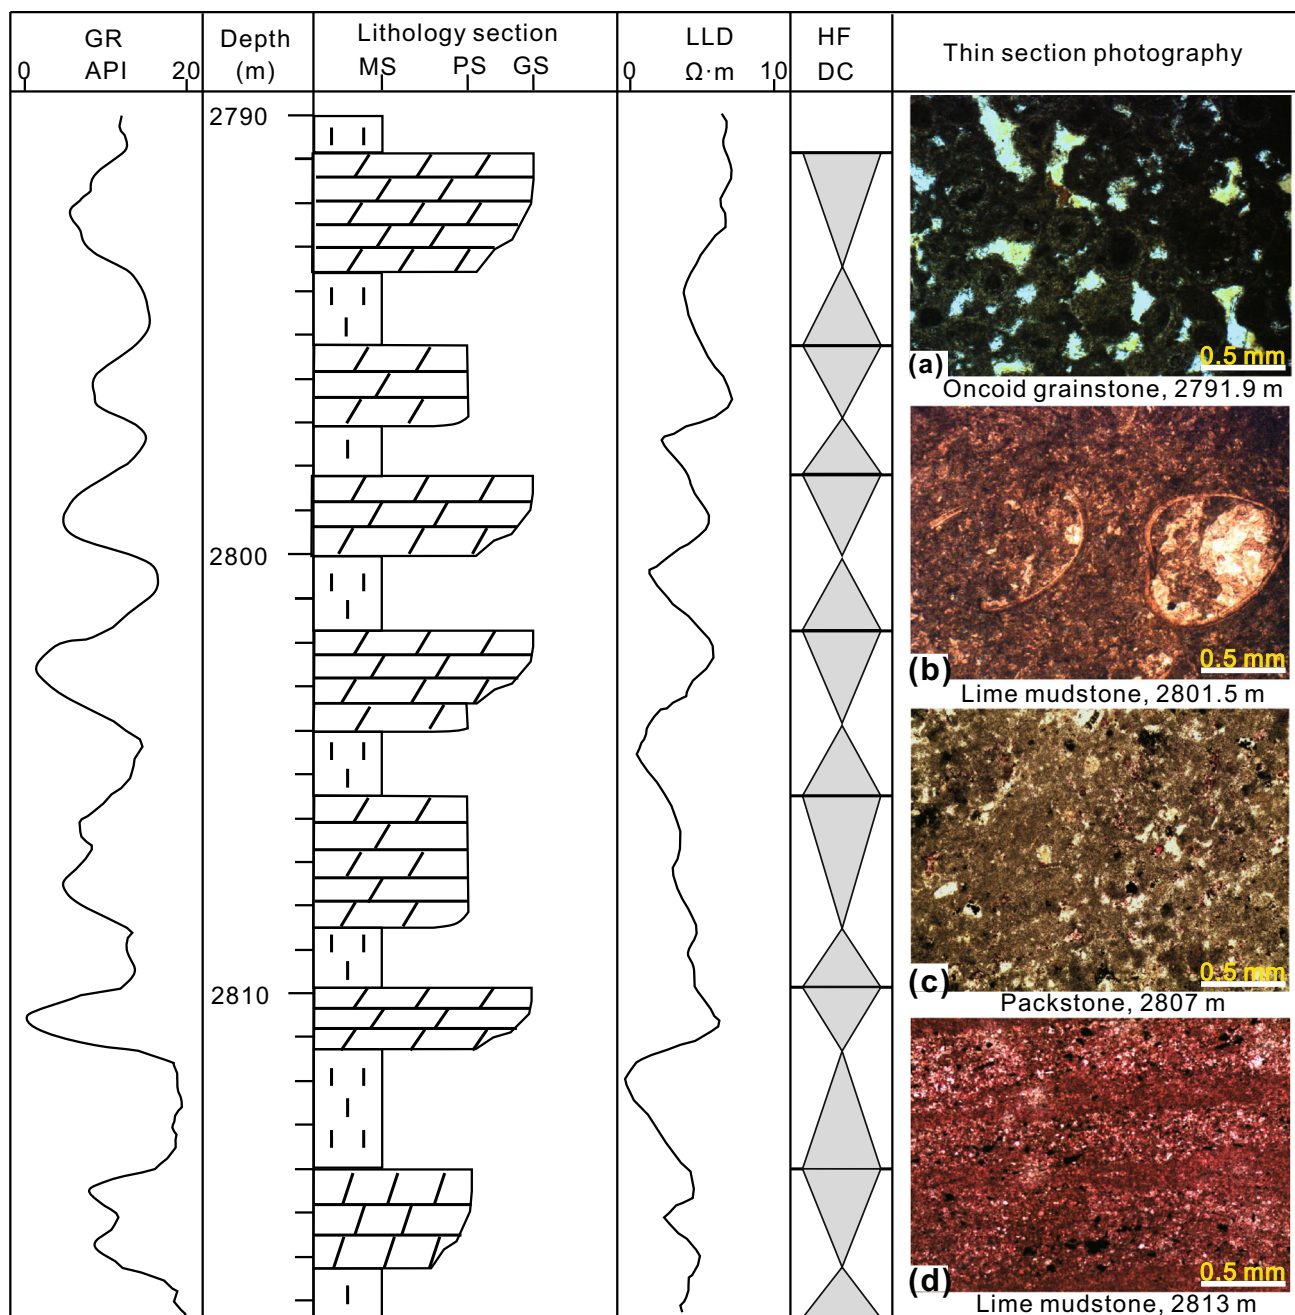 GR
API
0 20
Depth
(m)
Lithology section
MS PS GS
LLD
Ω·m
0 10
HF
DC
Thin section photography
2790
2800
2810
(a)
0.5 mm
Oncoid grainstone, 2791.9 m
(b)
0.5 mm
Lime mudstone, 2801.5 m
(c)
0.5 mm
Packstone, 2807 m
(d)
0.5 mm
Lime mudstone, 2813 m